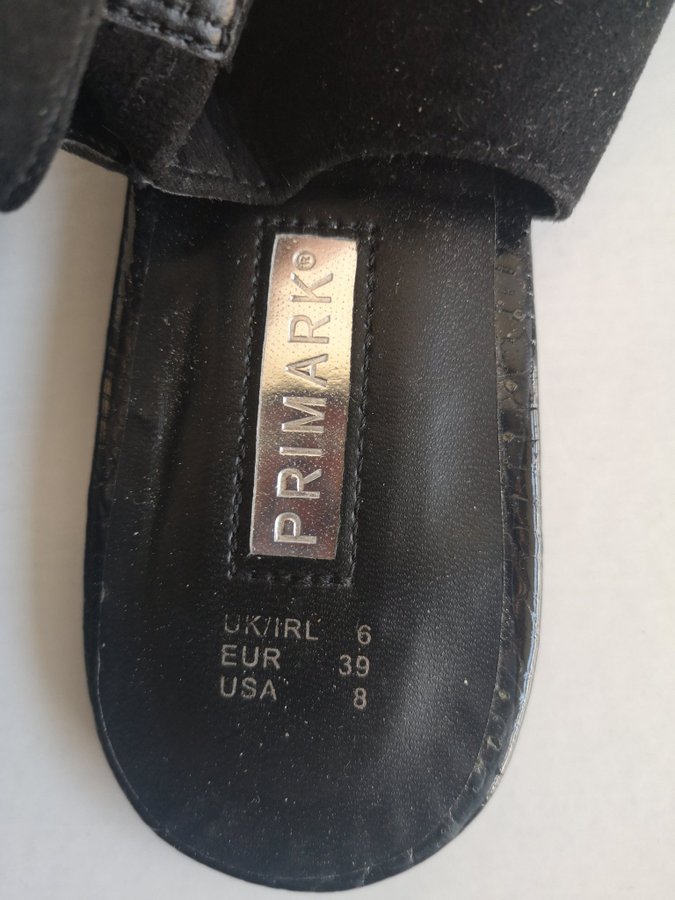 PRIMARK®
UK/IRL 6
EUR 39
USA 8